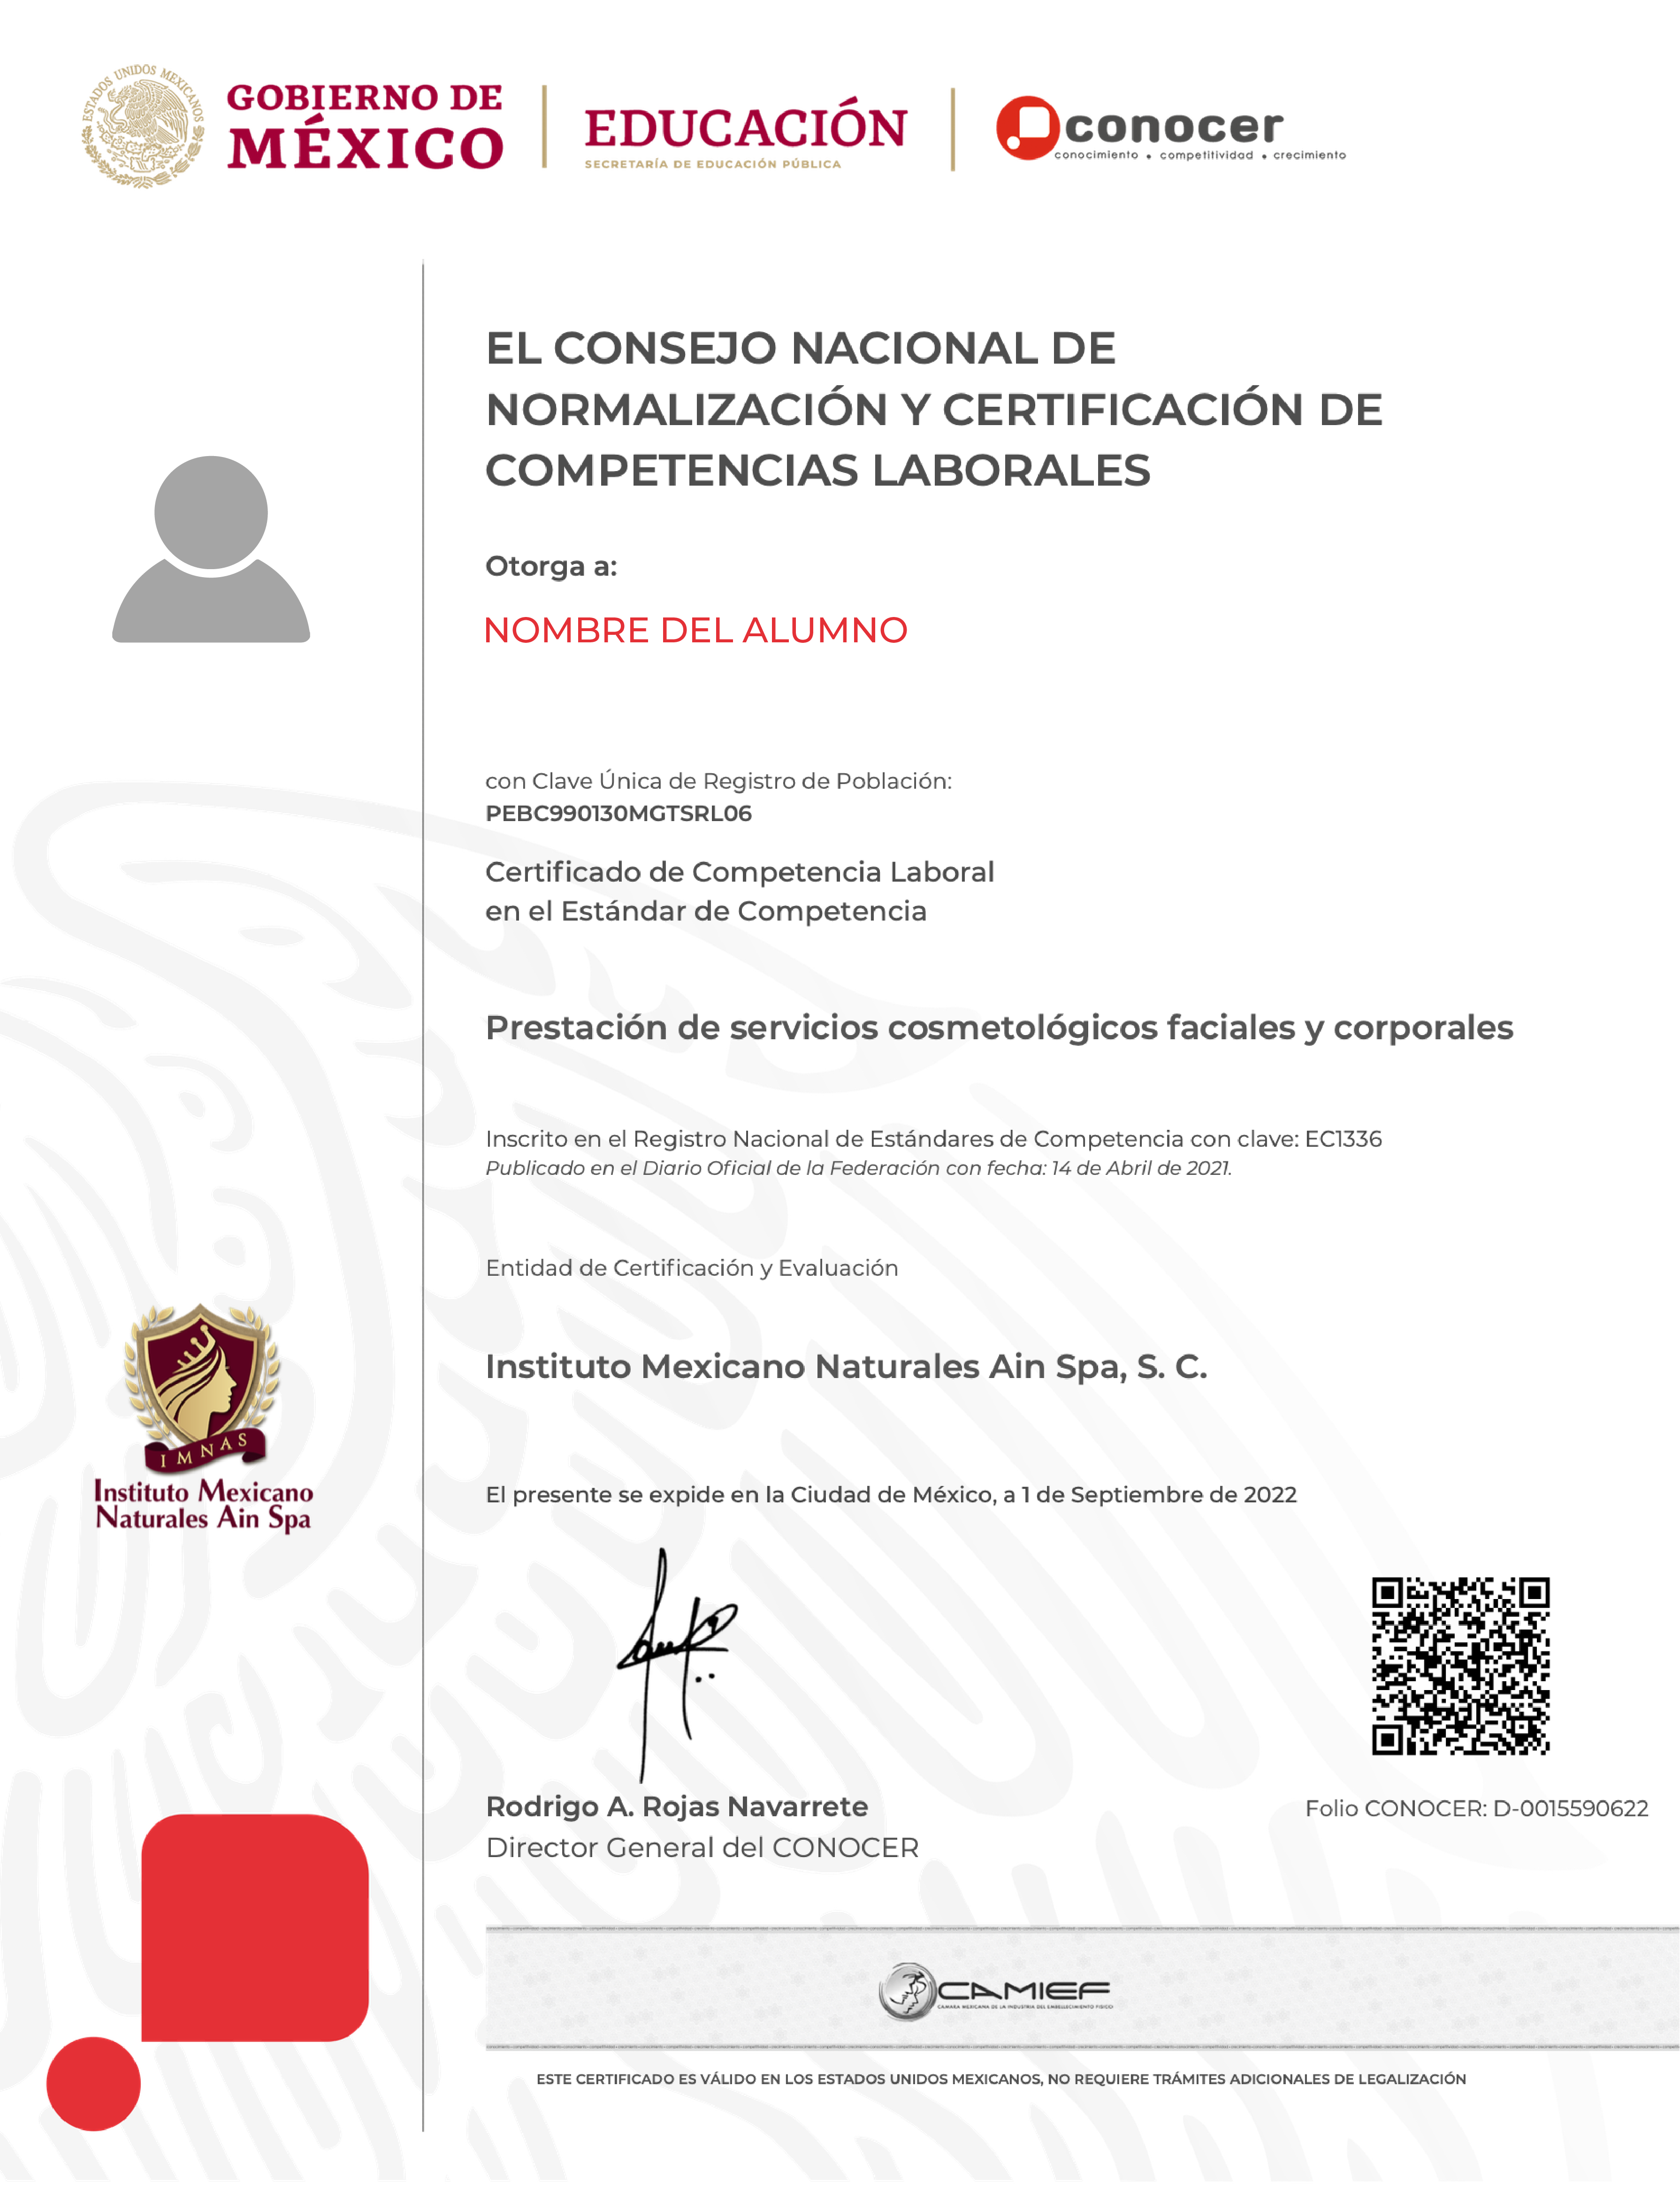 ESTADOS UNIDOS MEXICANOS
GOBIERNO DE
MÉXICO
EDUCACIÓN
SECRETARÍA DE EDUCACIÓN PÚBLICA
conocer
conocimiento • competitividad • crecimiento
EL CONSEJO NACIONAL DE
NORMALIZACIÓN Y CERTIFICACIÓN DE
COMPETENCIAS LABORALES
Otorga a:
NOMBRE DEL ALUMNO
con Clave Única de Registro de Población:
PEBC990130MGTSRL06
Certificado de Competencia Laboral
en el Estándar de Competencia
Prestación de servicios cosmetológicos faciales y corporales
Inscrito en el Registro Nacional de Estándares de Competencia con clave: EC1336
Publicado en el Diario Oficial de la Federación con fecha: 14 de Abril de 2021.
Entidad de Certificación y Evaluación
Instituto Mexicano Naturales Ain Spa, S. C.
IMNAS
Instituto Mexicano
Naturales Ain Spa
El presente se expide en la Ciudad de México, a 1 de Septiembre de 2022
Rodrigo A. Rojas Navarrete
Director General del CONOCER
Folio CONOCER: D-0015590622
CAMIEF
CAMARA MEXICANA DE LA INDUSTRIA DEL EMBELLECIMIENTO FISICO
ESTE CERTIFICADO ES VÁLIDO EN LOS ESTADOS UNIDOS MEXICANOS, NO REQUIERE TRÁMITES ADICIONALES DE LEGALIZACIÓN